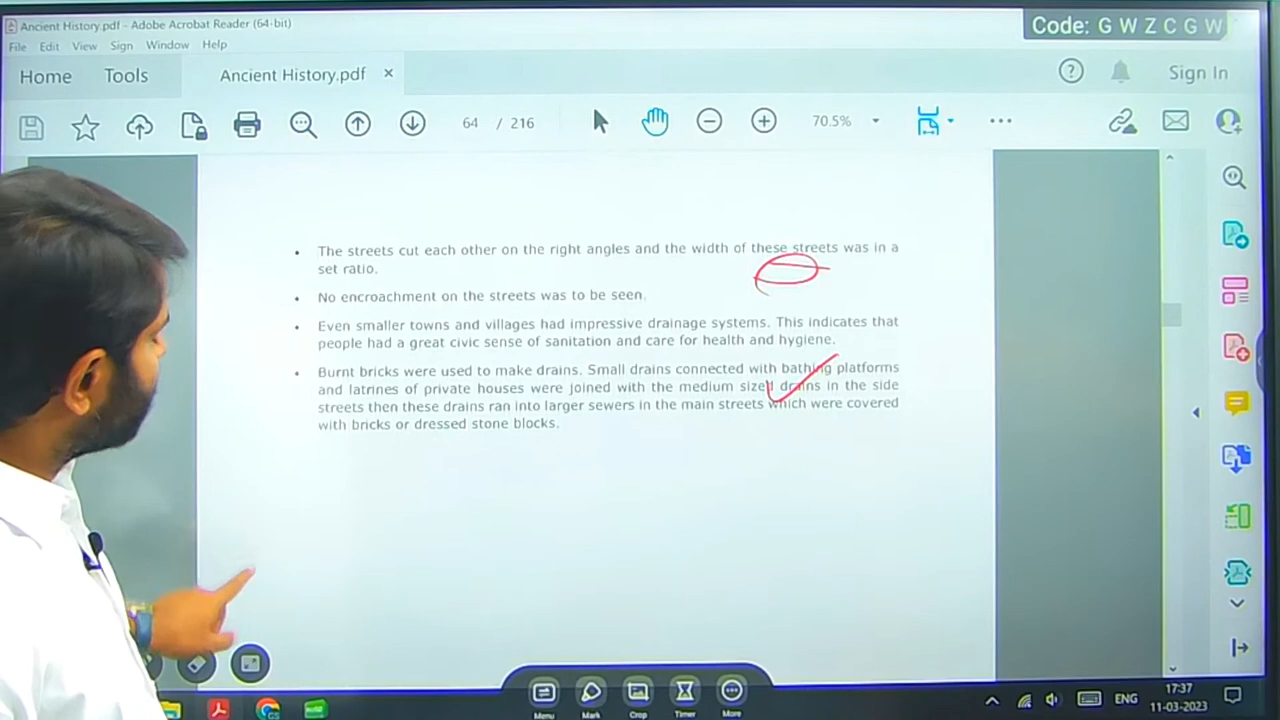 Ancient History.pdf - Adobe Acrobat Reader (64-bit)
Code: G W Z C G W
File Edit View Sign Window Help
Home Tools Ancient History.pdf × Sign In
64 / 216 70.5%
• The streets cut each other on the right angles and the width of these streets was in a
set ratio.
• No encroachment on the streets was to be seen.
• Even smaller towns and villages had impressive drainage systems. This indicates that
people had a great civic sense of sanitation and care for health and hygiene.
• Burnt bricks were used to make drains. Small drains connected with bathing platforms
and latrines of private houses were joined with the medium sized drains in the side
streets then these drains ran into larger sewers in the main streets which were covered
with bricks or dressed stone blocks.
Menu Mark Crop Timer More
ENG
17:37
11-03-2023